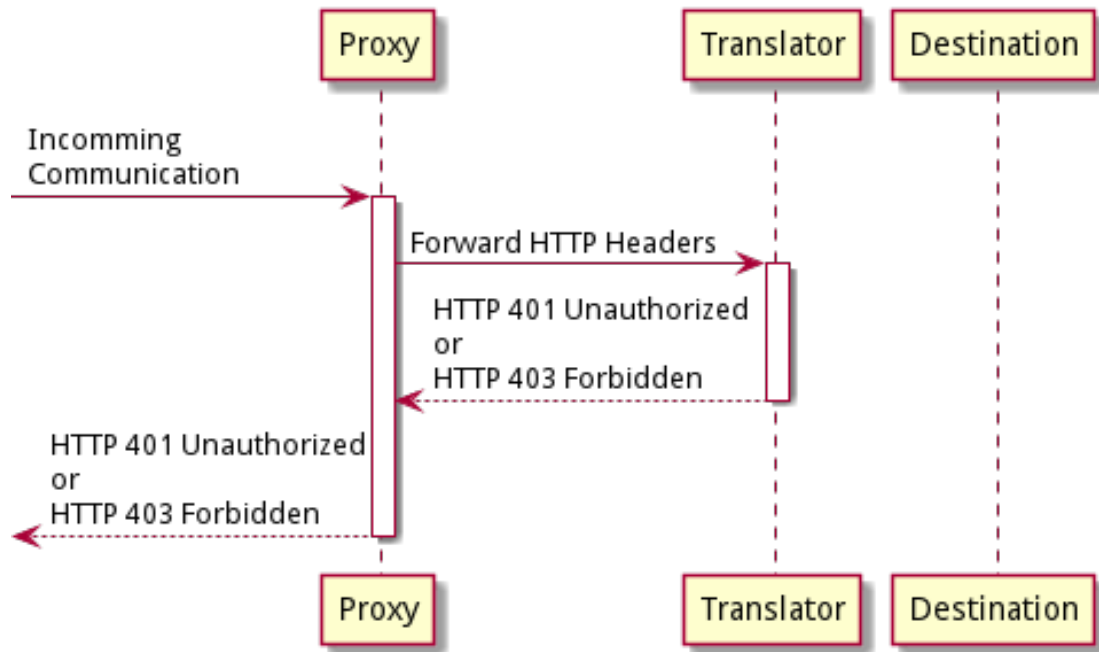 Proxy
Translator
Destination
Incomming
Communication
Forward HTTP Headers
HTTP 401 Unauthorized
or
HTTP 403 Forbidden
HTTP 401 Unauthorized
or
HTTP 403 Forbidden
Proxy
Translator
Destination